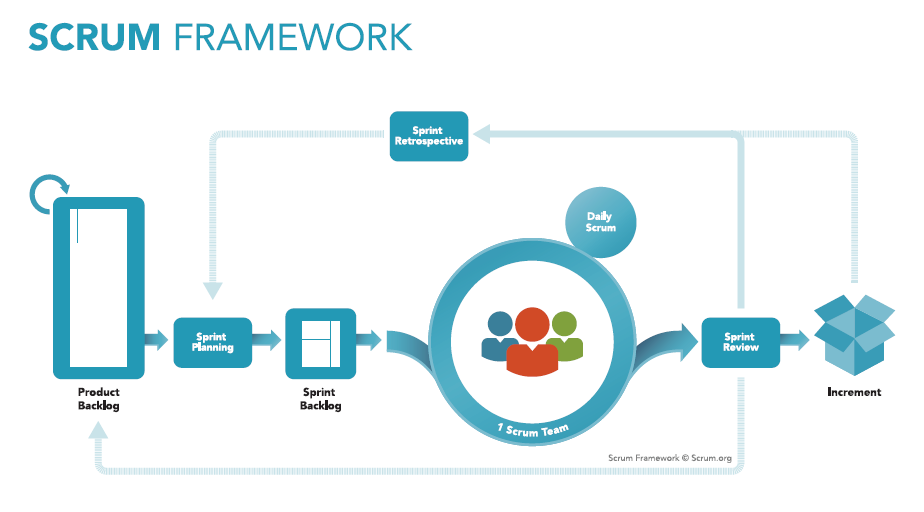 SCRUM FRAMEWORK
Sprint
Retrospective
Daily
Scrum
Sprint
Planning
Sprint
Review
Product
Backlog
Sprint
Backlog
1 Scrum Team
Increment
Scrum Framework © Scrum.org